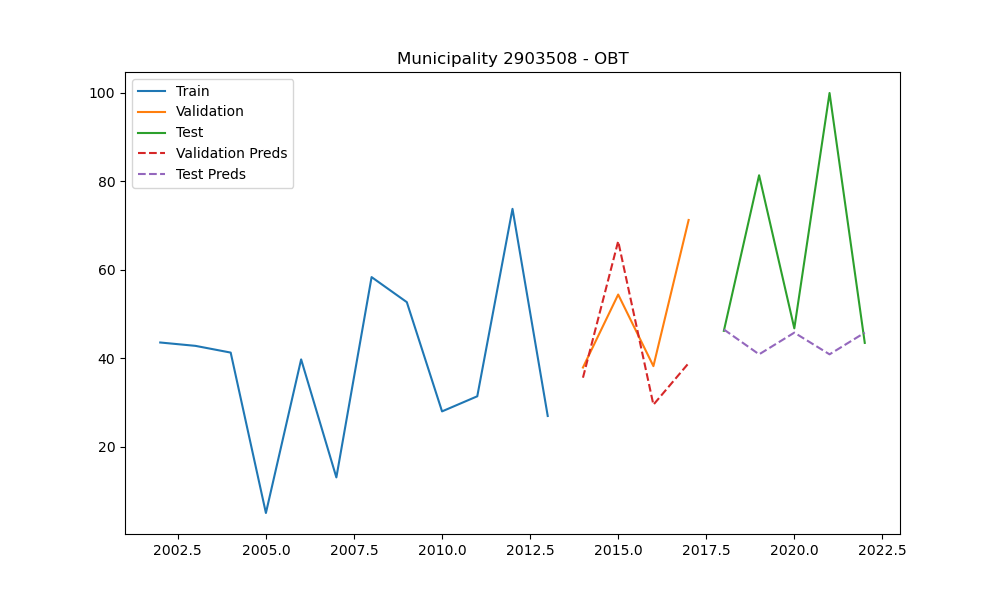 Municipality 2903508 - OBT
Train
Validation
Test
Validation Preds
Test Preds
100
80
60
40
20
2002.5 2005.0 2007.5 2010.0 2012.5 2015.0 2017.5 2020.0 2022.5